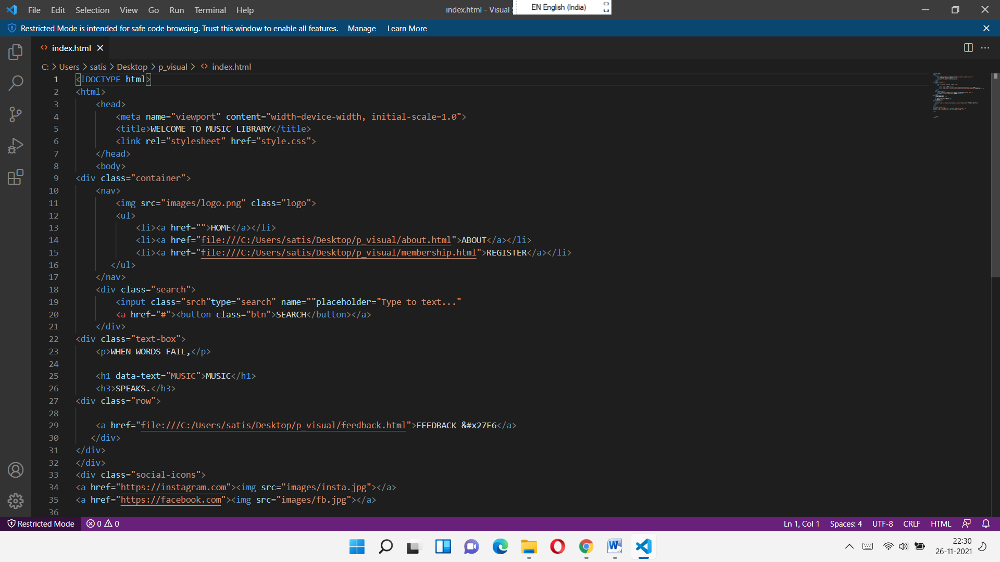 File Edit Selection View Go Run Terminal Help
index.html - Visual
EN English (India)
Restricted Mode is intended for safe code browsing. Trust this window to enable all features. Manage Learn More
index.html
C: > Users > satis > Desktop > p_visual > index.html
1 <!DOCTYPE html>
2 <html>
3 <head>
4 <meta name="viewport" content="width=device-width, initial-scale=1.0">
5 <title>WELCOME TO MUSIC LIBRARY</title>
6 <link rel="stylesheet" href="style.css">
7 </head>
8 <body>
9 <div class="container">
10 <nav>
11 <img src="images/logo.png" class="logo">
12 <ul>
13 <li><a href="">HOME</a></li>
14 <li><a href="file:///C:/Users/satis/Desktop/p_visual/about.html">ABOUT</a></li>
15 <li><a href="file:///C:/Users/satis/Desktop/p_visual/membership.html">REGISTER</a></li>
16 </ul>
17 </nav>
18 <div class="search">
19 <input class="srch"type="search" name=""placeholder="Type to text..."
20 <a href="#"><button class="btn">SEARCH</button></a>
21 </div>
22 <div class="text-box">
23 <p>WHEN WORDS FAIL,</p>
24
25 <h1 data-text="MUSIC">MUSIC</h1>
26 <h3>SPEAKS.</h3>
27 <div class="row">
28
29 <a href="file:///C:/Users/satis/Desktop/p_visual/feedback.html">FEEDBACK &#x27F6</a>
30 </div>
31 </div>
32 </div>
33 <div class="social-icons">
34 <a href="https://instagram.com"><img src="images/insta.jpg"></a>
35 <a href="https://facebook.com"><img src="images/fb.jpg"></a>
36
Restricted Mode 0 0 Ln 1, Col 1 Spaces: 4 UTF-8 CRLF HTML
22:30
26-11-2021